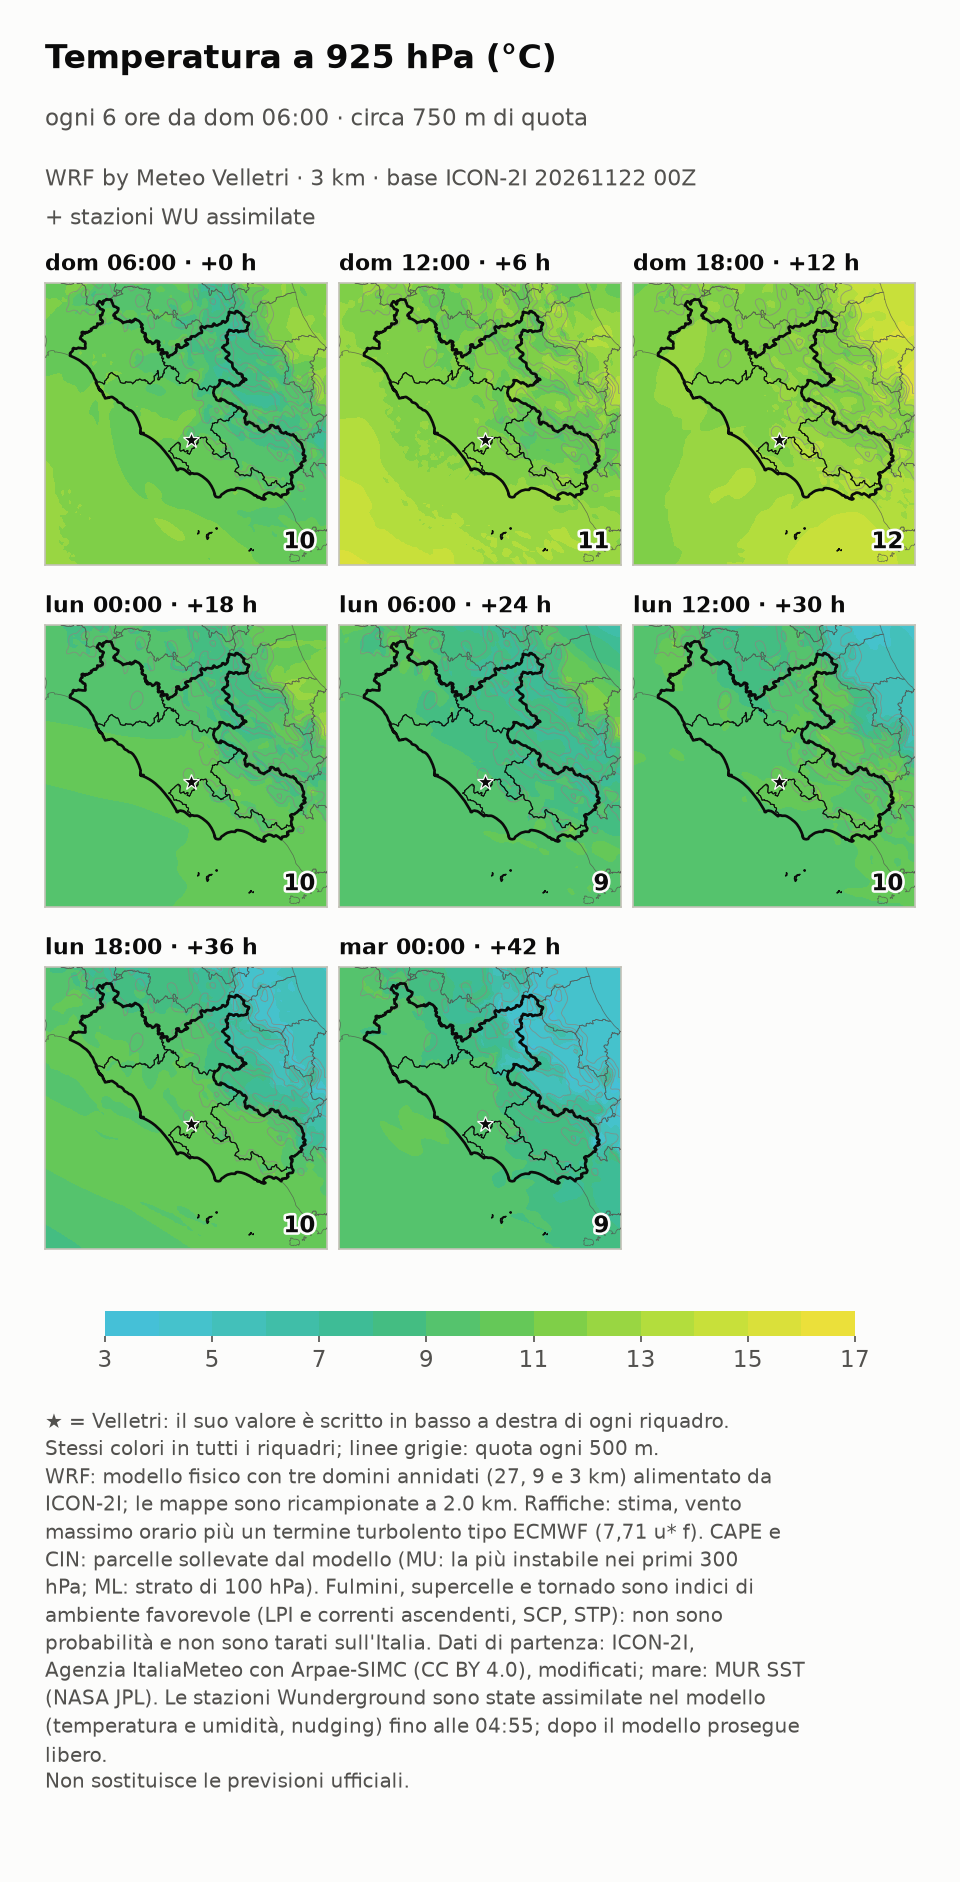 Temperatura a 925 hPa (°C)
ogni 6 ore da dom 06:00 · circa 750 m di quota
WRF by Meteo Velletri · 3 km · base ICON-2I 20261122 00Z
+ stazioni WU assimilate
dom 06:00 · +0 h
dom 12:00 · +6 h
dom 18:00 · +12 h
10
11
12
lun 00:00 · +18 h
lun 06:00 · +24 h
lun 12:00 · +30 h
10
9
10
lun 18:00 · +36 h
mar 00:00 · +42 h
10
9
3 5 7 9 11 13 15 17
★ = Velletri: il suo valore è scritto in basso a destra di ogni riquadro.
Stessi colori in tutti i riquadri; linee grigie: quota ogni 500 m.
WRF: modello fisico con tre domini annidati (27, 9 e 3 km) alimentato da
ICON-2I; le mappe sono ricampionate a 2.0 km. Raffiche: stima, vento
massimo orario più un termine turbolento tipo ECMWF (7,71 u* f). CAPE e
CIN: parcelle sollevate dal modello (MU: la più instabile nei primi 300
hPa; ML: strato di 100 hPa). Fulmini, supercelle e tornado sono indici di
ambiente favorevole (LPI e correnti ascendenti, SCP, STP): non sono
probabilità e non sono tarati sull'Italia. Dati di partenza: ICON-2I,
Agenzia ItaliaMeteo con Arpae-SIMC (CC BY 4.0), modificati; mare: MUR SST
(NASA JPL). Le stazioni Wunderground sono state assimilate nel modello
(temperatura e umidità, nudging) fino alle 04:55; dopo il modello prosegue
libero.
Non sostituisce le previsioni ufficiali.